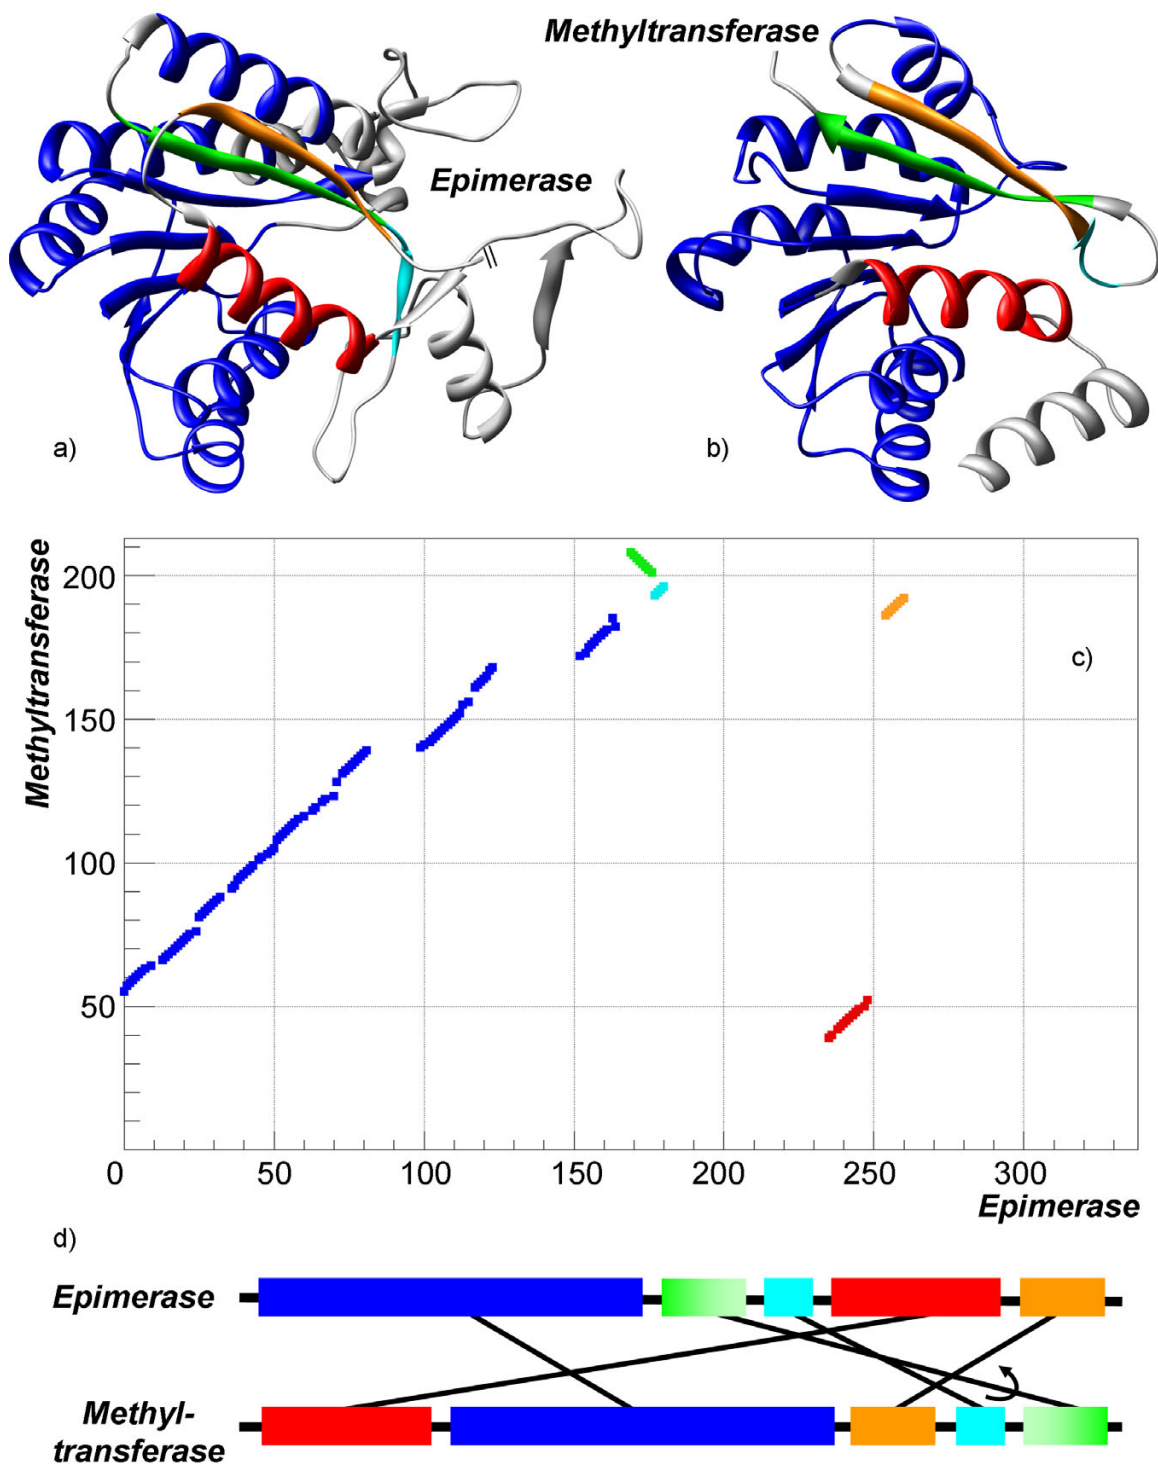 Methyltransferase
Epimerase
a)
b)
Methyltransferase
200
150
100
50
c)
0
50
100
150
200
250
300
Epimerase
d)
Epimerase
Methyl-
transferase